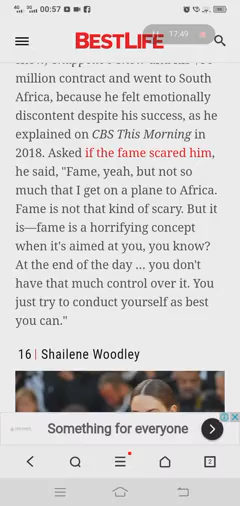 00:57
17:49
BESTLIFE
million contract and went to South
Africa, because he felt emotionally
discontent despite his success, as he
explained on CBS This Morning in
2018. Asked if the fame scared him,
he said, "Fame, yeah, but not so
much that I get on a plane to Africa.
Fame is not that kind of scary. But it
is—fame is a horrifying concept
when it's aimed at you, you know?
At the end of the day ... you don't
have that much control over it. You
just try to conduct yourself as best
you can."
16 | Shailene Woodley
Something for everyone
2